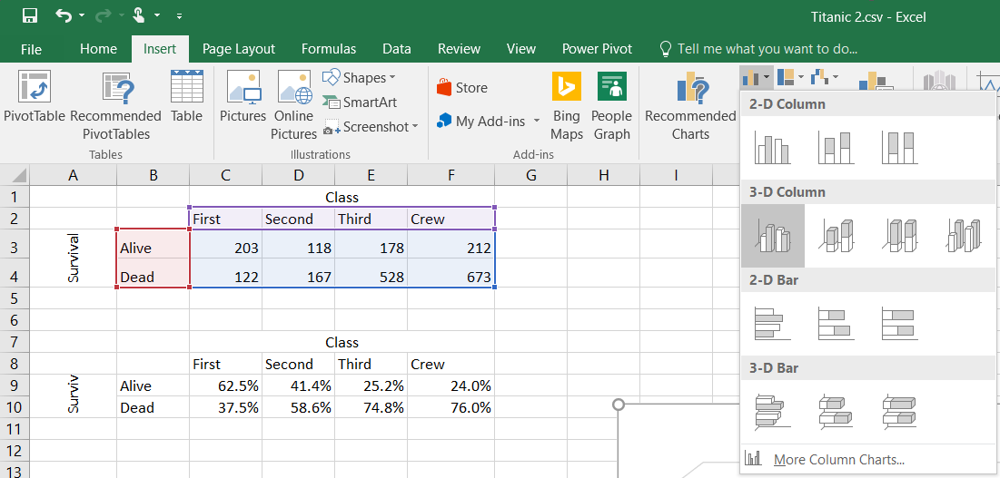 Titanic 2.csv - Excel
File Home Insert Page Layout Formulas Data Review View Power Pivot Tell me what you want to do...
PivotTable
Recommended
PivotTables
Table
Tables
Pictures
Online
Pictures
Shapes
SmartArt
Screenshot
Illustrations
Store
My Add-ins
Bing
Maps
People
Graph
Add-ins
Recommended
Charts
2-D Column
3-D Column
2-D Bar
3-D Bar
More Column Charts...
A B C D E F G H I
1 Class
2 First Second Third Crew
Survival
3 Alive 203 118 178 212
4 Dead 122 167 528 673
5
6
7 Class
8 First Second Third Crew
Surviv
9 Alive 62.5% 41.4% 25.2% 24.0%
10 Dead 37.5% 58.6% 74.8% 76.0%
11
12
13